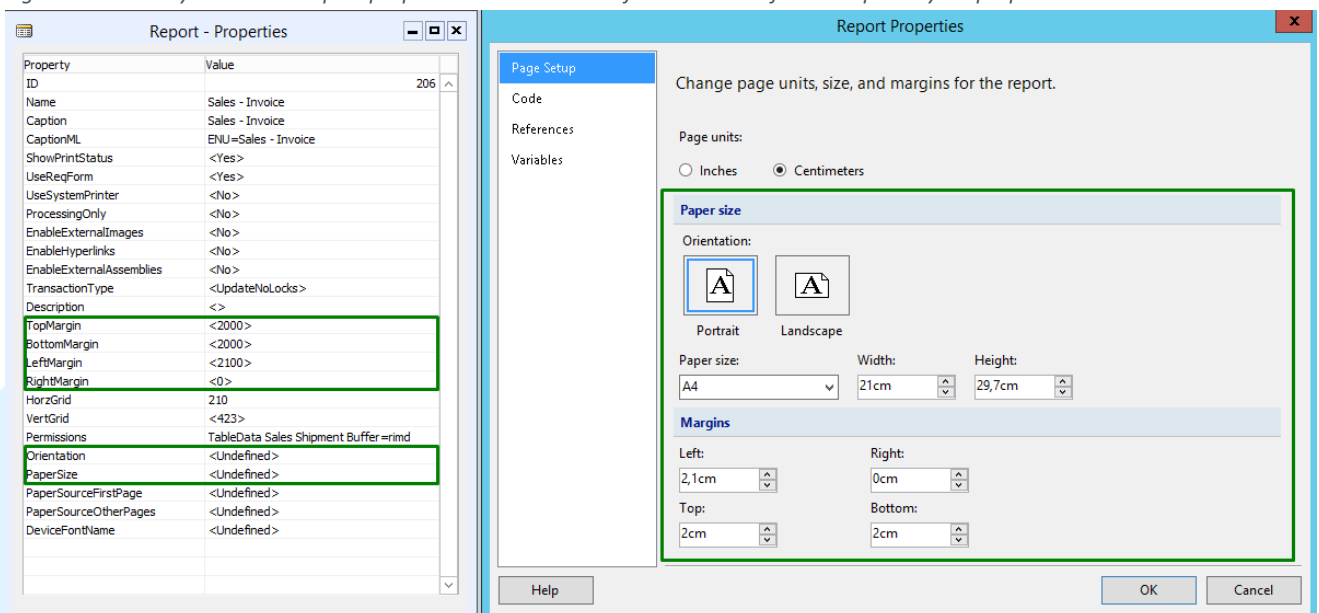 Report - Properties
Property Value
ID 206
Name Sales - Invoice
Caption Sales - Invoice
CaptionML ENU=Sales - Invoice
ShowPrintStatus <Yes>
UseReqForm <Yes>
UseSystemPrinter <No>
ProcessingOnly <No>
EnableExternalImages <No>
EnableHyperlinks <No>
EnableExternalAssemblies <No>
TransactionType <UpdateNoLocks>
Description <>
TopMargin <2000>
BottomMargin <2000>
LeftMargin <2100>
RightMargin <0>
HorzGrid 210
VertGrid <423>
Permissions TableData Sales Shipment Buffer=rimd
Orientation <Undefined>
PaperSize <Undefined>
PaperSourceFirstPage <Undefined>
PaperSourceOtherPages <Undefined>
DeviceFontName <Undefined>
Report Properties
x
Page Setup
Code
References
Variables
Change page units, size, and margins for the report.
Page units:
Inches Centimeters
Paper size
Orientation:
A A
Portrait Landscape
Paper size: Width: Height:
A4 21cm 29,7cm
Margins
Left: Right:
2,1cm 0cm
Top: Bottom:
2cm 2cm
Help OK Cancel